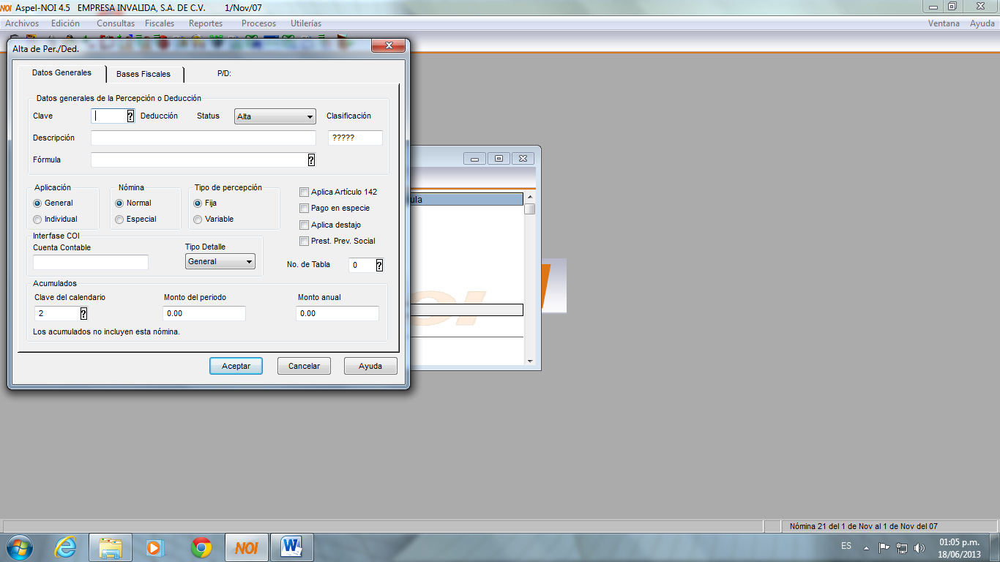 NOI Aspel-NOI 4.5 EMPRESA INVALIDA, S.A. DE C.V. 1/Nov/07
Archivos Edición Consultas Fiscales Reportes Procesos Utilerías Ventana Ayuda
Alta de Per./Ded.
Datos Generales Bases Fiscales P/D:
Datos generales de la Percepción o Deducción
Clave ? Deducción Status Alta Clasificación
Descripción ?????
Fórmula ?
Aplicación Nómina Tipo de percepción
General Normal Fija
Individual Especial Variable
Aplica Artículo 142
Pago en especie
Aplica destajo
Prest. Prev. Social
Interfase COI
Cuenta Contable Tipo Detalle
General
No. de Tabla 0 ?
Acumulados
Clave del calendario Monto del periodo Monto anual
2 ? 0.00 0.00
Los acumulados no incluyen esta nómina.
Aceptar Cancelar Ayuda
ula
OI
Nómina 21 del 1 de Nov al 1 de Nov del 07
NOI W ES 01:05 p.m.
18/06/2013